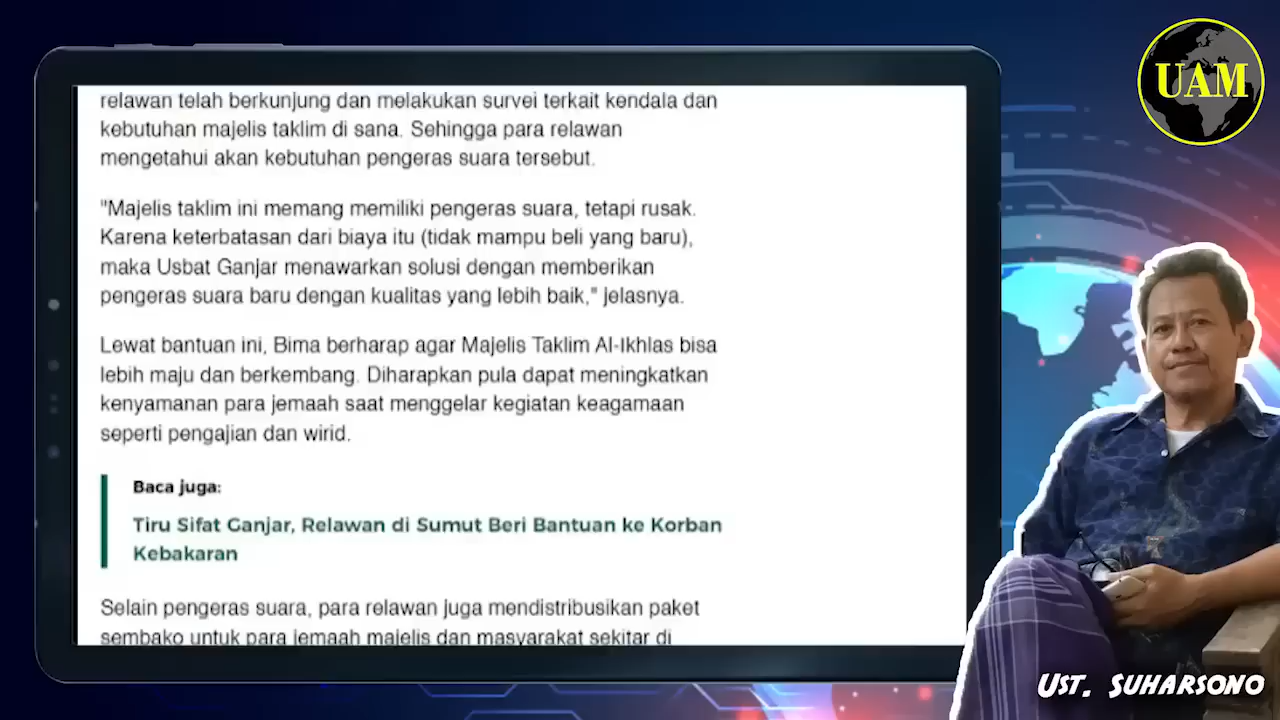 relawan telah berkunjung dan melakukan survei terkait kendala dan
kebutuhan majelis taklim di sana. Sehingga para relawan
mengetahui akan kebutuhan pengeras suara tersebut.
"Majelis taklim ini memang memiliki pengeras suara, tetapi rusak.
Karena keterbatasan dari biaya itu (tidak mampu beli yang baru),
maka Usbat Ganjar menawarkan solusi dengan memberikan
pengeras suara baru dengan kualitas yang lebih baik," jelasnya.
Lewat bantuan ini, Bima berharap agar Majelis Taklim Al-Ikhlas bisa
lebih maju dan berkembang. Diharapkan pula dapat meningkatkan
kenyamanan para jemaah saat menggelar kegiatan keagamaan
seperti pengajian dan wirid.
Baca juga:
Tiru Sifat Ganjar, Relawan di Sumut Beri Bantuan ke Korban
Kebakaran
Selain pengeras suara, para relawan juga mendistribusikan paket
sembako untuk para jemaah majelis dan masyarakat sekitar di
UAM
Ust. Suharsono